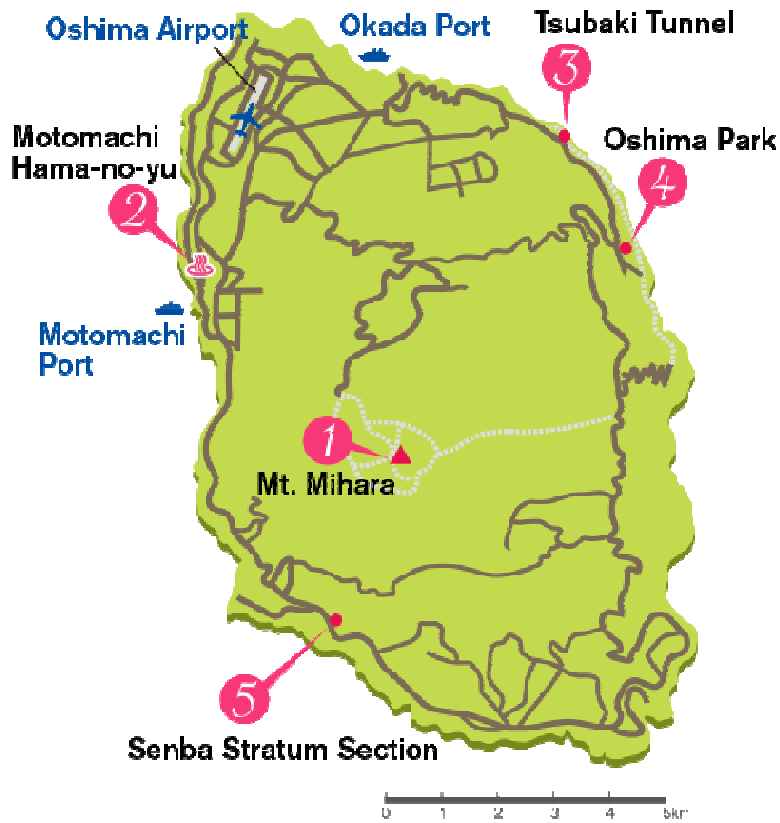 Oshima Airport
Okada Port
Tsubaki Tunnel
3
Motomachi
Hama-no-yu
Oshima Park
2
4
Motomachi
Port
1
Mt. Mihara
5
Senba Stratum Section
0 1 2 3 4 5km